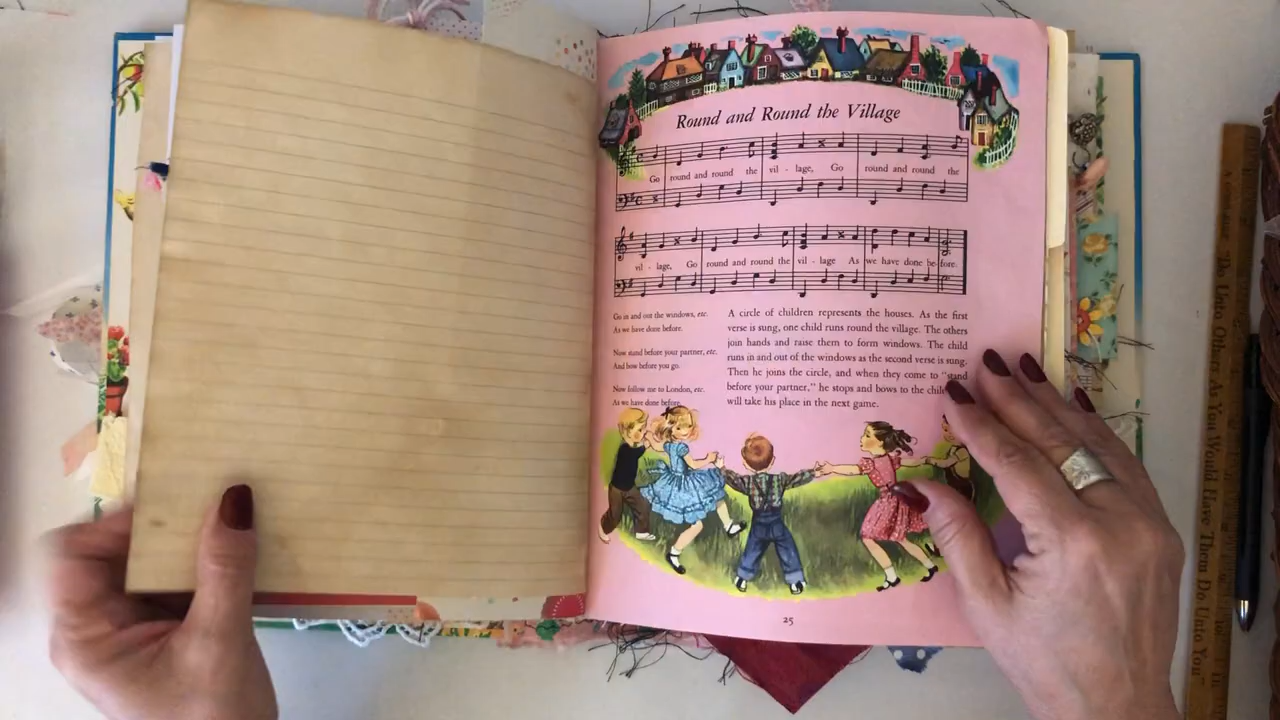 Round and Round the Village
Go round and round the vil - lage, Go round and round the
vil - lage, Go round and round the vil - lage As we have done be-fore.
Go in and out the windows, etc.
As we have done before.
Now stand before your partner, etc.
And bow before you go.
Now follow me to London, etc.
As we have done before.
A circle of children represents the houses. As the first
verse is sung, one child runs round the village. The others
join hands and raise them to form windows. The child
runs in and out of the windows as the second verse is sung.
Then he joins the circle, and when they come to "stand
before your partner," he stops and bows to the
will take his place in the next game.
25
"Do Unto Others As You Would Have Them Do Unto You"